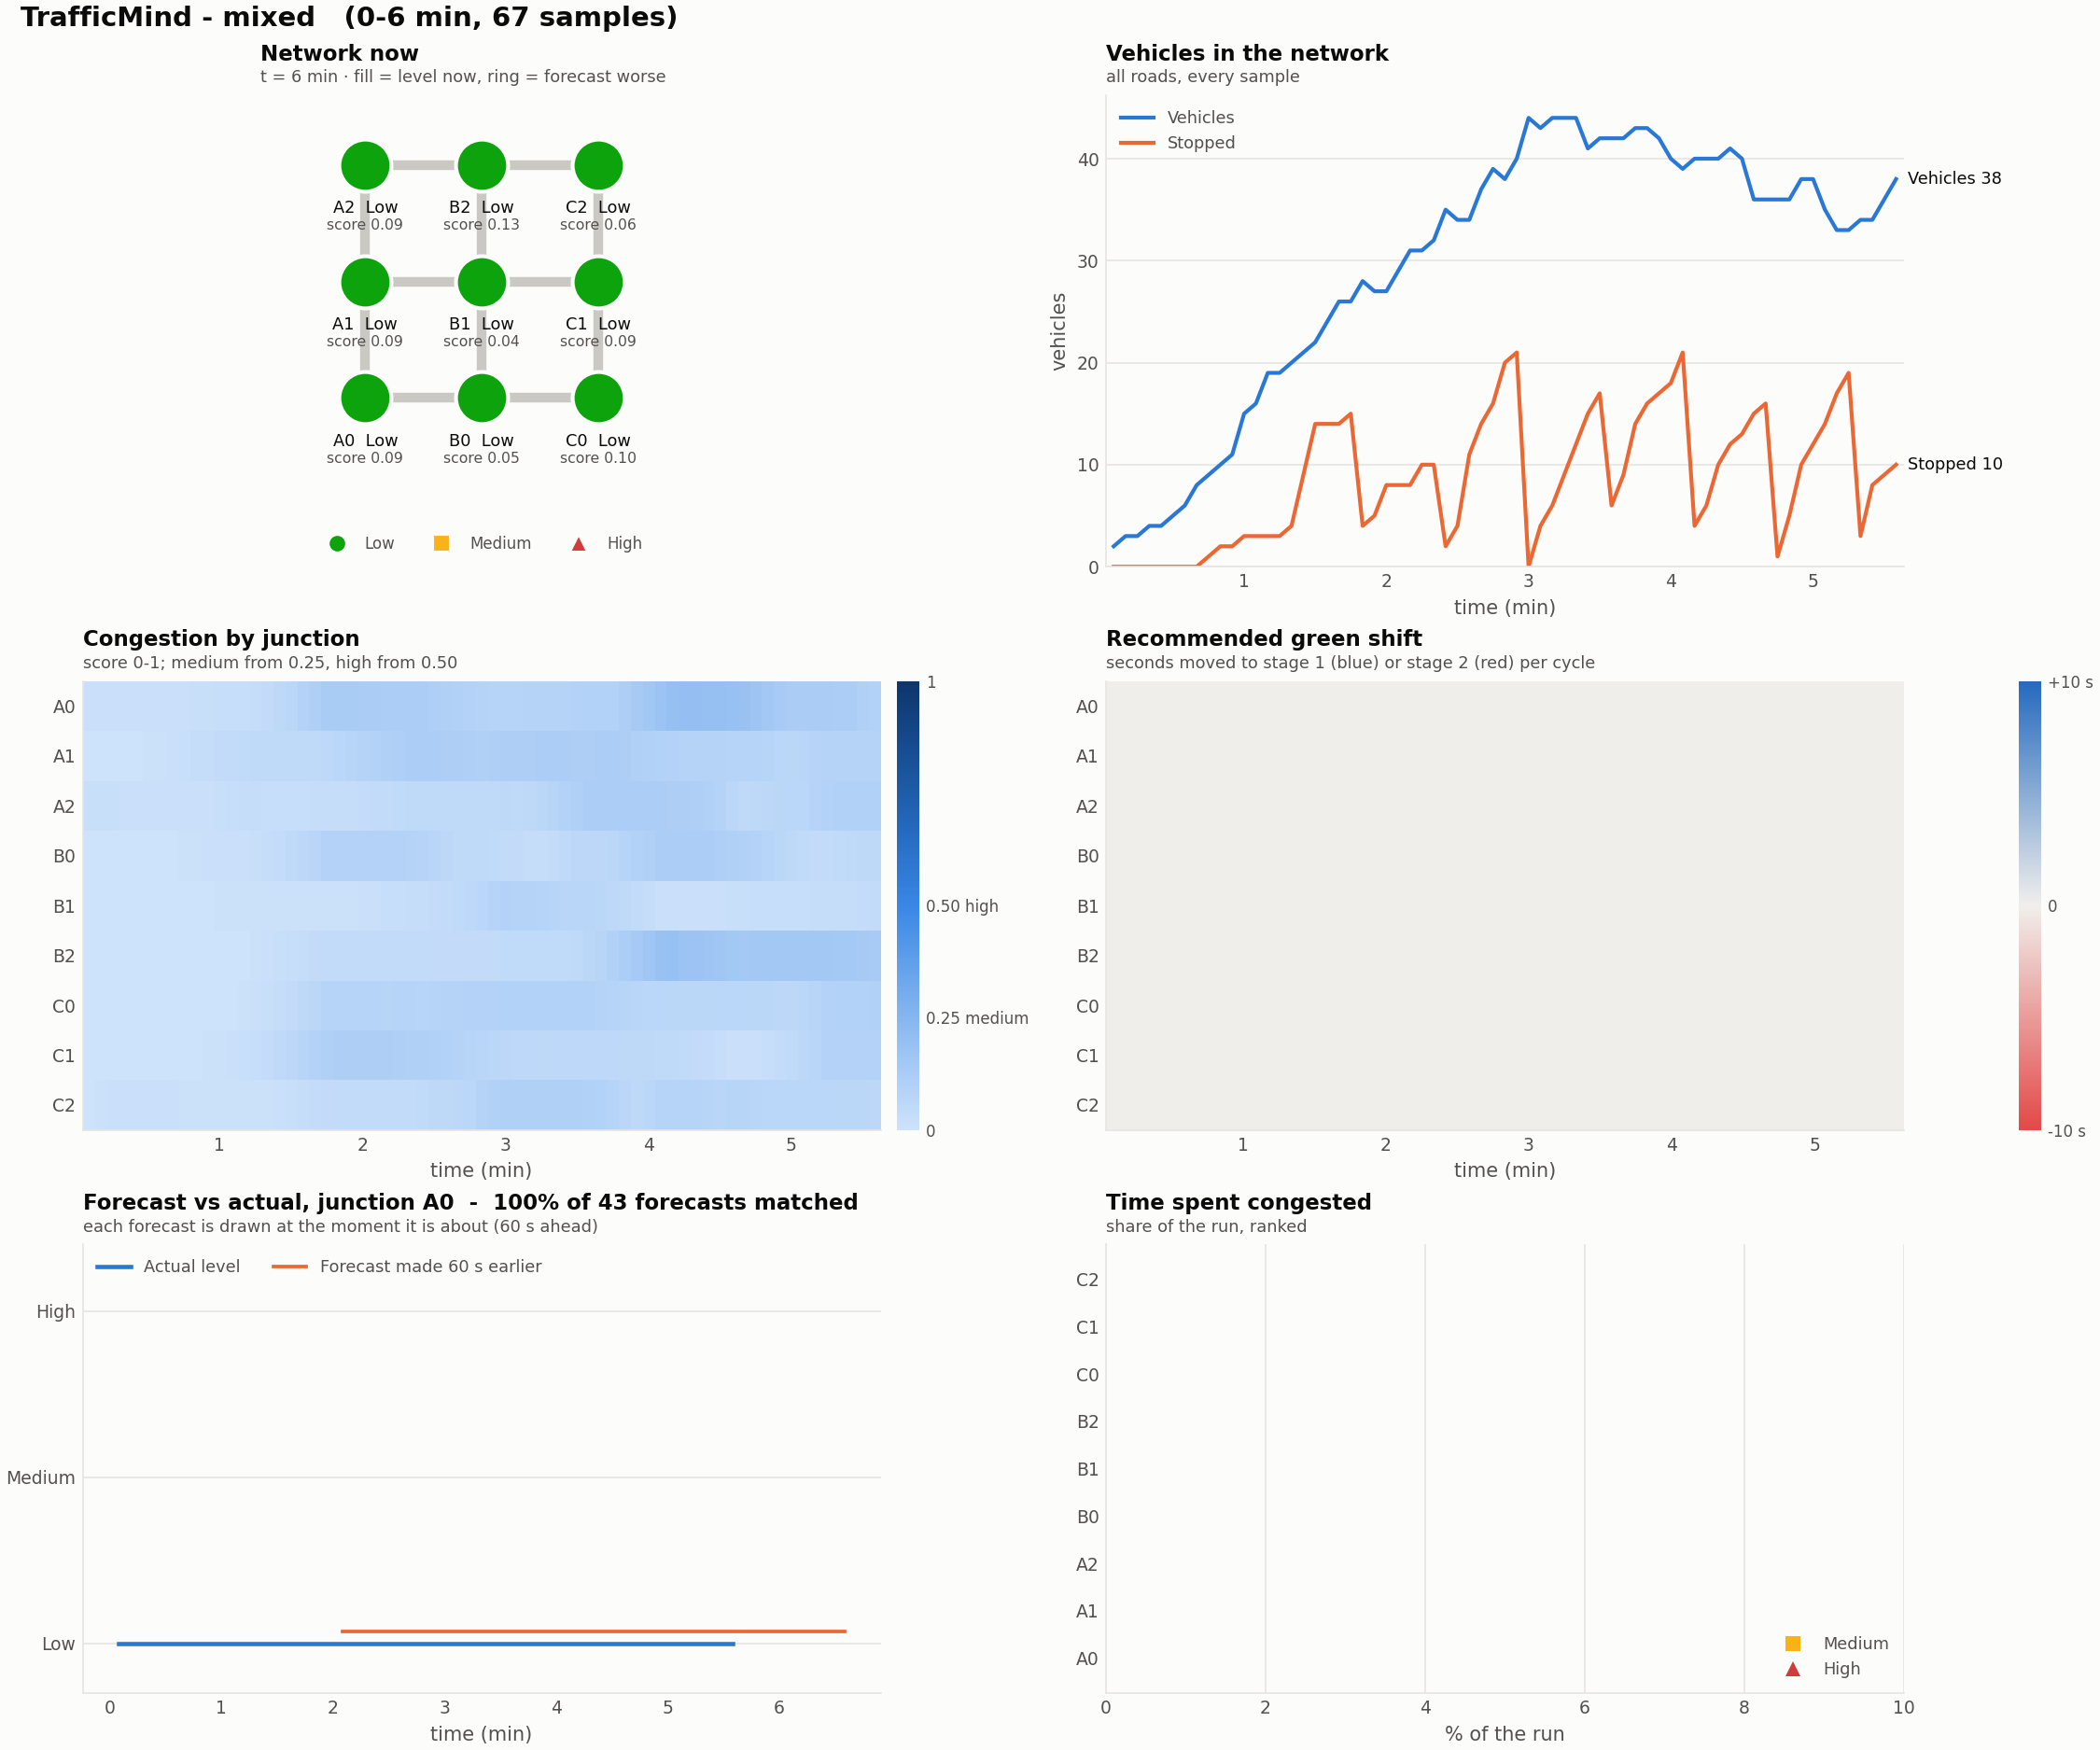 TrafficMind - mixed   (0-6 min, 67 samples)
Network now
t = 6 min · fill = level now, ring = forecast worse
A2  Low
score 0.09
B2  Low
score 0.13
C2  Low
score 0.06
A1  Low
score 0.09
B1  Low
score 0.04
C1  Low
score 0.09
A0  Low
score 0.09
B0  Low
score 0.05
C0  Low
score 0.10
Low
Medium
High
Vehicles in the network
all roads, every sample
Vehicles
Stopped
vehicles
40
30
20
10
0
1
2
3
4
5
time (min)
Vehicles 38
Stopped 10
Congestion by junction
score 0-1; medium from 0.25, high from 0.50
A0
A1
A2
B0
B1
B2
C0
C1
C2
1
2
3
4
5
time (min)
1
0.50 high
0.25 medium
0
Recommended green shift
seconds moved to stage 1 (blue) or stage 2 (red) per cycle
A0
A1
A2
B0
B1
B2
C0
C1
C2
1
2
3
4
5
time (min)
+10 s
0
-10 s
Forecast vs actual, junction A0  -  100% of 43 forecasts matched
each forecast is drawn at the moment it is about (60 s ahead)
Actual level
Forecast made 60 s earlier
High
Medium
Low
0
1
2
3
4
5
6
time (min)
Time spent congested
share of the run, ranked
C2
C1
C0
B2
B1
B0
A2
A1
A0
Medium
High
0
2
4
6
8
10
% of the run